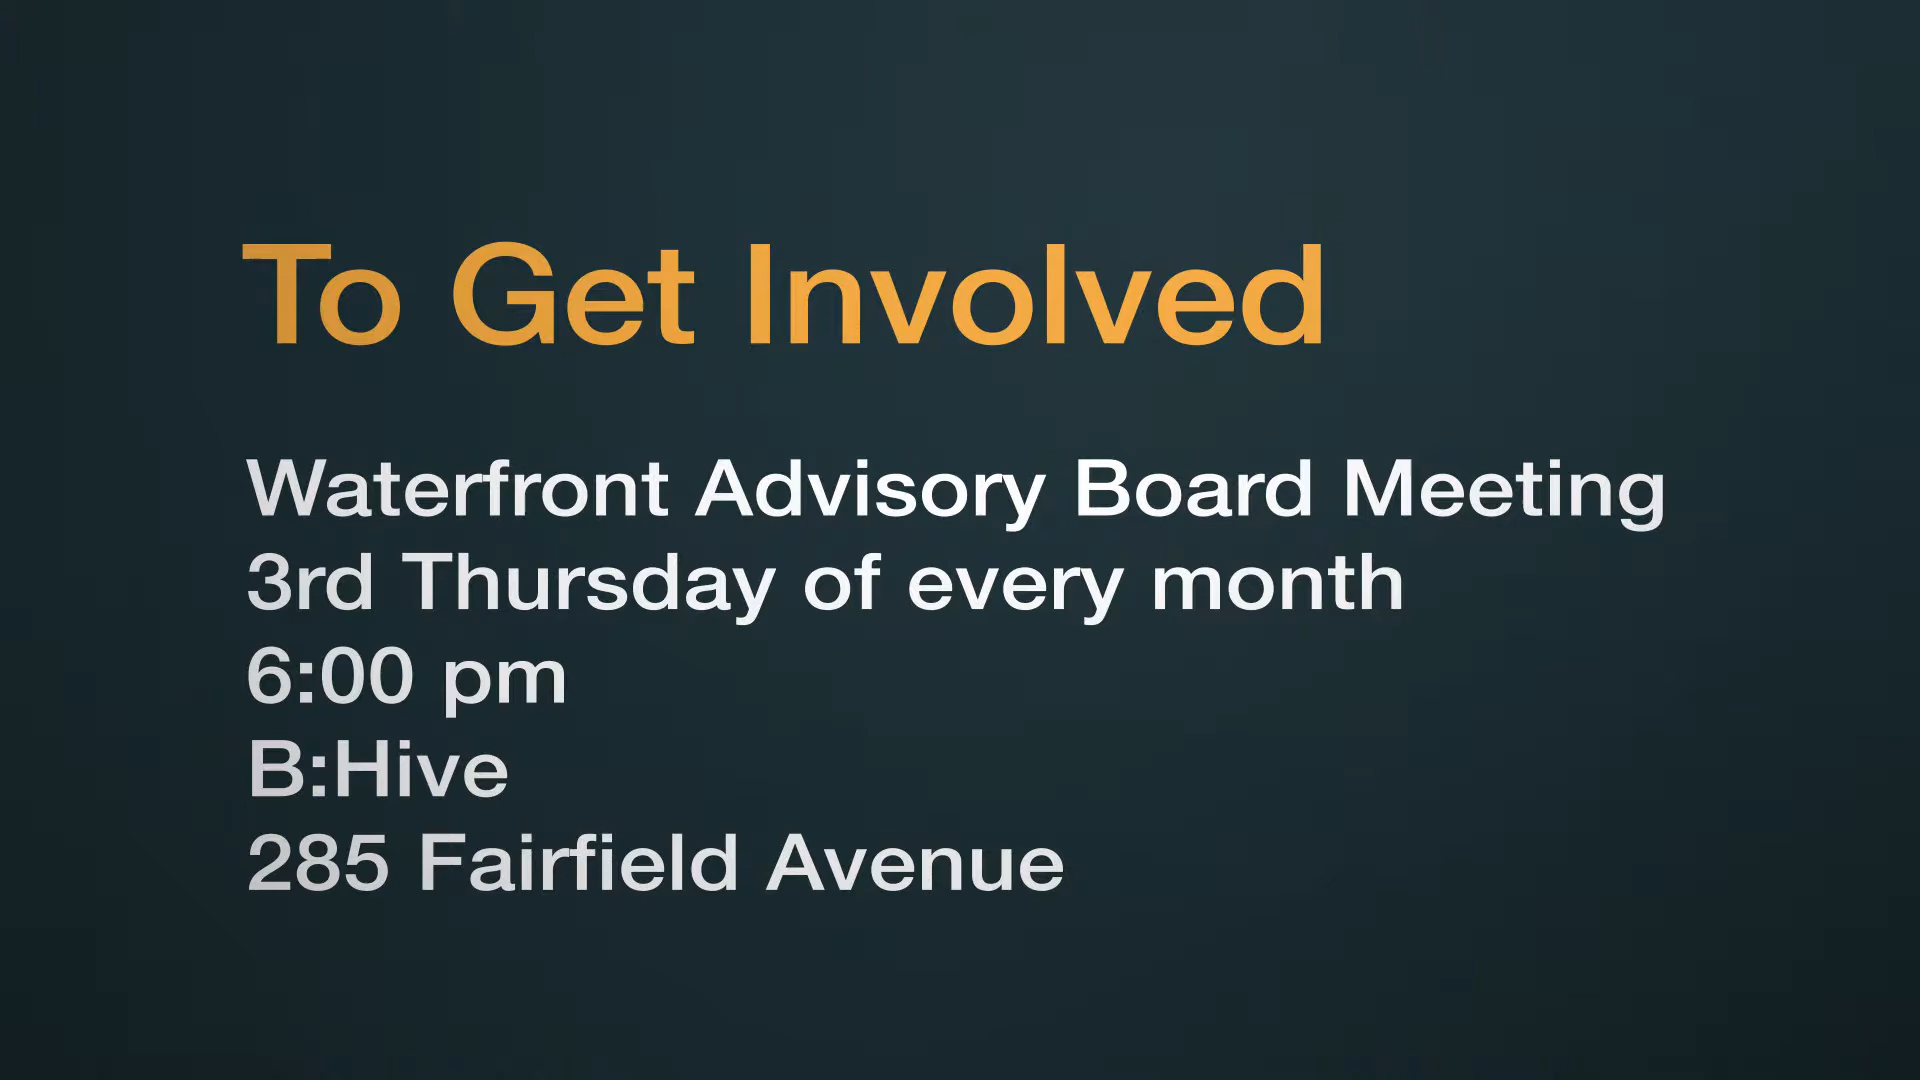 To Get Involved
Waterfront Advisory Board Meeting
3rd Thursday of every month
6:00 pm
B:Hive
285 Fairfield Avenue